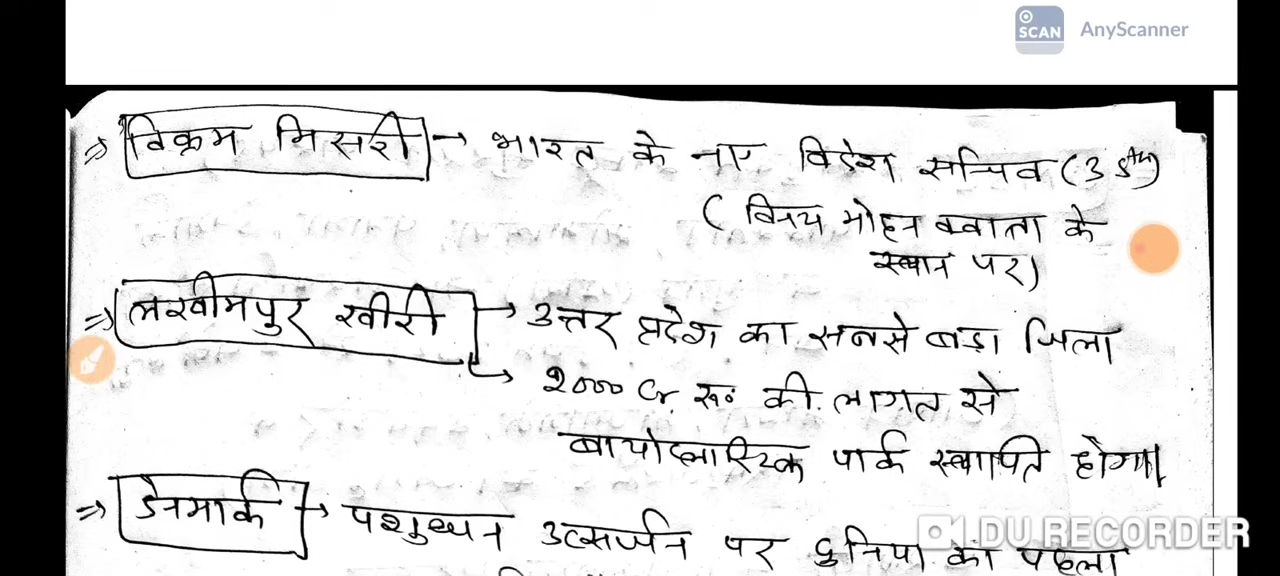 SCAN AnyScanner
⇒ विक्रम मिसरी → भारत के नए विदेश सचिव (35th)
( विनय मोहन क्वात्रा के
स्थान पर)
⇒ लखीमपुर खीरी → उत्तर प्रदेश का सबसे बड़ा जिला
→ 2000 Cr. रू॰ की लागत से
बायोप्लास्टिक पार्क स्थापित होगा।
⇒ डेनमार्क → पशुधन उत्सर्जन पर दुनिया का पहला
DU RECORDER